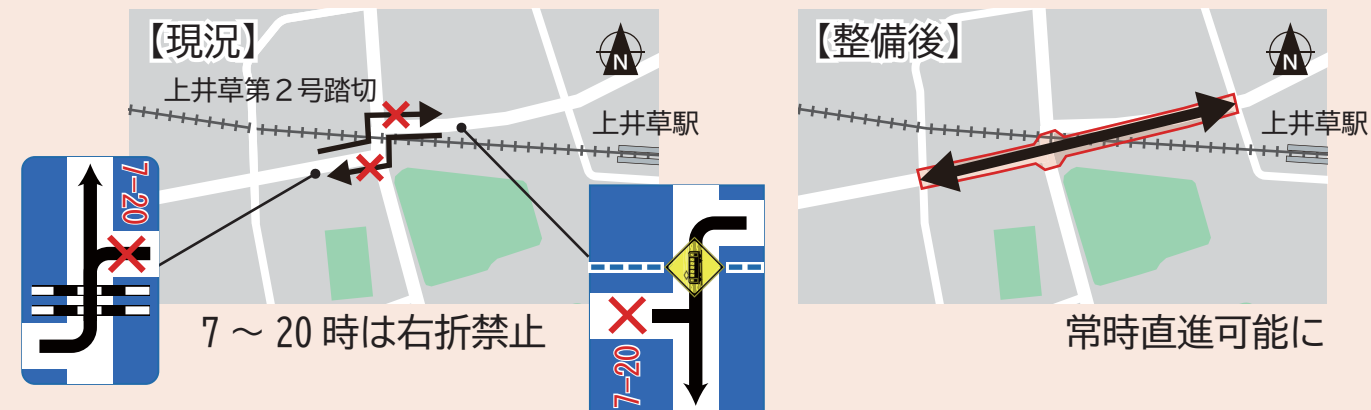 【現況】
上井草第2号踏切
N
上井草駅
7-20
7-20
7～20時は右折禁止
【整備後】
N
上井草駅
常時直進可能に